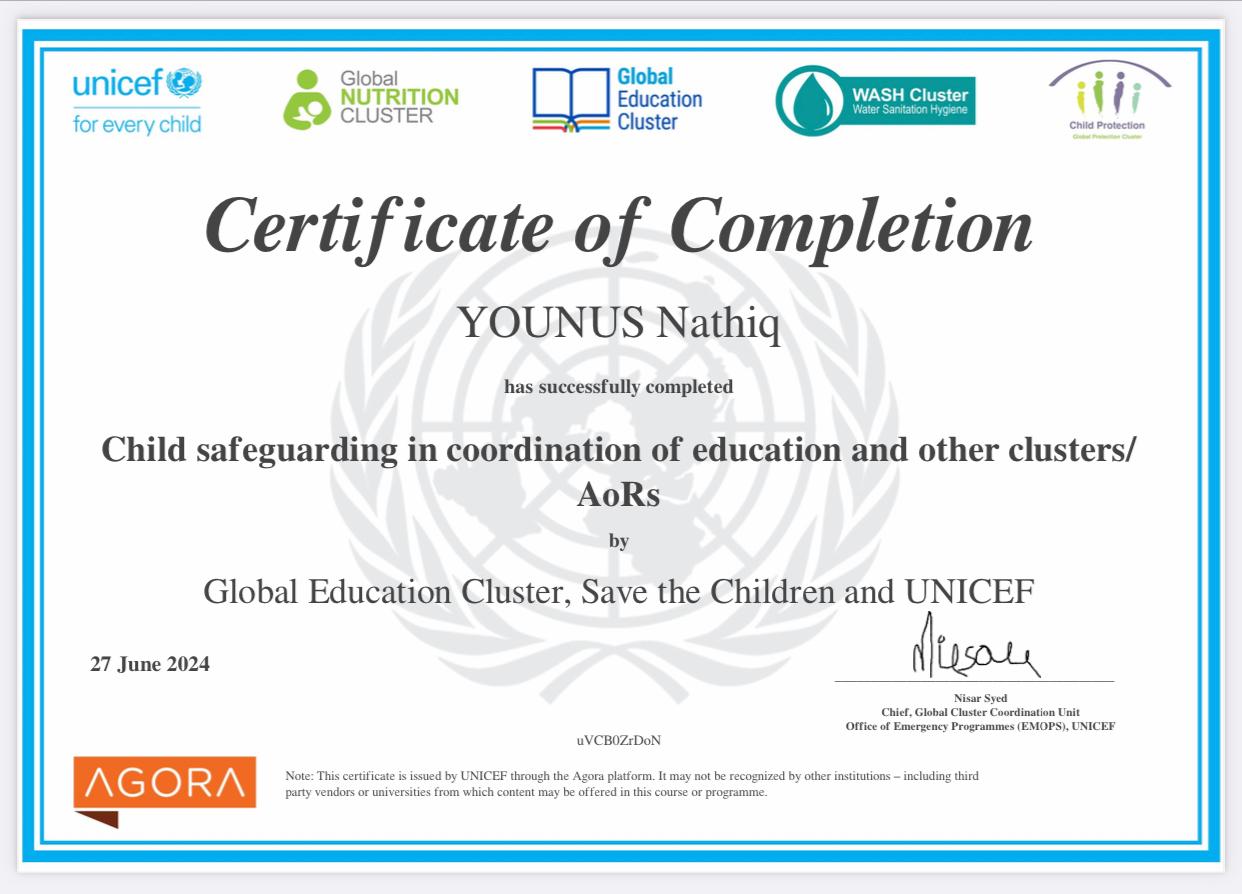 unicef
for every child
Global
NUTRITION
CLUSTER
Global
Education
Cluster
WASH Cluster
Water Sanitation Hygiene
Child Protection
Global Protection Cluster
Certificate of Completion
YOUNUS Nathiq
has successfully completed
Child safeguarding in coordination of education and other clusters/
AoRs
by
Global Education Cluster, Save the Children and UNICEF
27 June 2024
Nisar Syed
Chief, Global Cluster Coordination Unit
Office of Emergency Programmes (EMOPS), UNICEF
uVCB0ZrDoN
AGORA
Note: This certificate is issued by UNICEF through the Agora platform. It may not be recognized by other institutions – including third
party vendors or universities from which content may be offered in this course or programme.